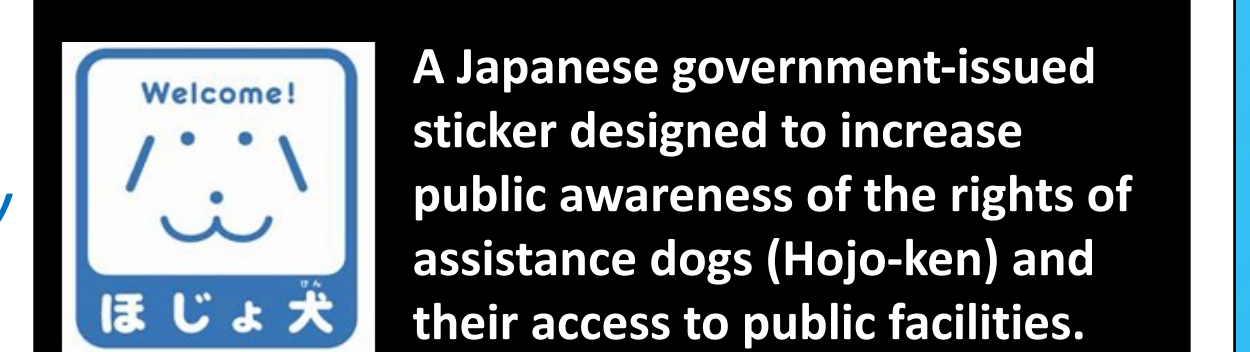 Welcome!
ほじょ犬
けん
A Japanese government-issued
sticker designed to increase
public awareness of the rights of
assistance dogs (Hojo-ken) and
their access to public facilities.